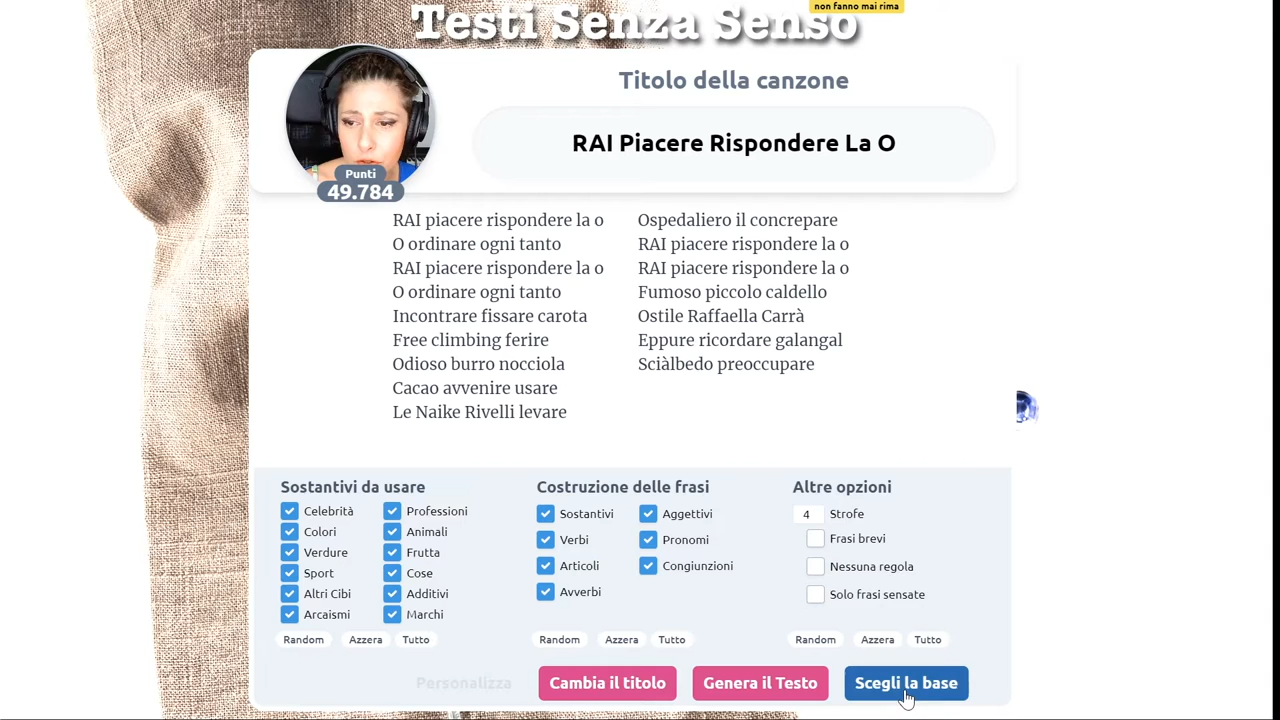 non fanno mai rima
Testi Senza Senso
Titolo della canzone
RAI Piacere Rispondere La O
Punti
49.784
RAI piacere rispondere la o
O ordinare ogni tanto
RAI piacere rispondere la o
O ordinare ogni tanto
Incontrare fissare carota
Free climbing ferire
Odioso burro nocciola
Cacao avvenire usare
Le Naike Rivelli levare
Ospedaliero il concrepare
RAI piacere rispondere la o
RAI piacere rispondere la o
Fumoso piccolo caldello
Ostile Raffaella Carrà
Eppure ricordare galangal
Sciàlbedo preoccupare
Sostantivi da usare
Celebrità
Professioni
Colori
Animali
Verdure
Frutta
Sport
Cose
Altri Cibi
Additivi
Arcaismi
Marchi
Random
Azzera
Tutto
Costruzione delle frasi
Sostantivi
Aggettivi
Verbi
Pronomi
Articoli
Congiunzioni
Avverbi
Random
Azzera
Tutto
Altre opzioni
4 Strofe
Frasi brevi
Nessuna regola
Solo frasi sensate
Random
Azzera
Tutto
Personalizza
Cambia il titolo
Genera il Testo
Scegli la base